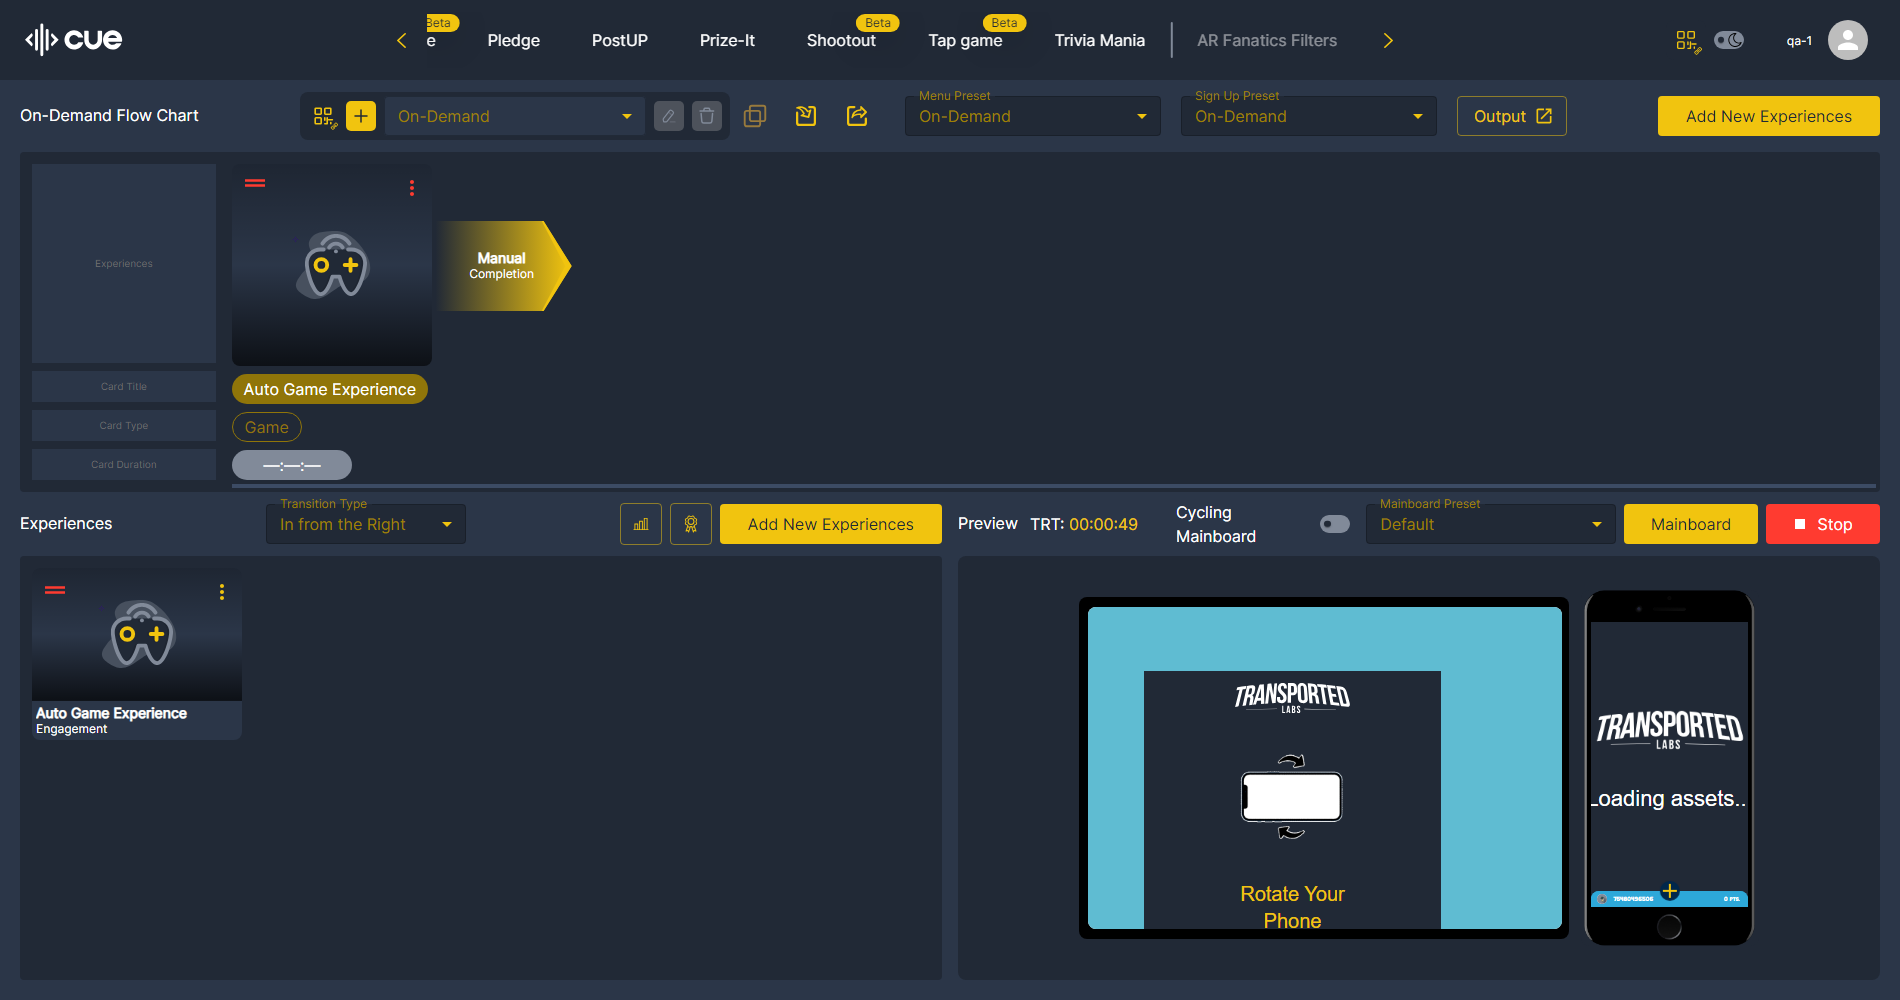 cue
e
Beta
Pledge
PostUP
Prize-It
Shootout
Beta
Tap game
Beta
Trivia Mania
AR Fanatics Filters
qa-1
On-Demand Flow Chart
On-Demand
Menu Preset
On-Demand
Sign Up Preset
On-Demand
Output
Add New Experiences
Experiences
Manual
Completion
Card Title
Auto Game Experience
Card Type
Game
Card Duration
—:—:—
Experiences
Transition Type
In from the Right
Add New Experiences
Preview
TRT: 00:00:49
Cycling
Mainboard
Mainboard Preset
Default
Mainboard
Stop
Auto Game Experience
Engagement
TRANSPORTED
LABS
Rotate Your
Phone
TRANSPORTED
LABS
Loading assets..
0 PTS.